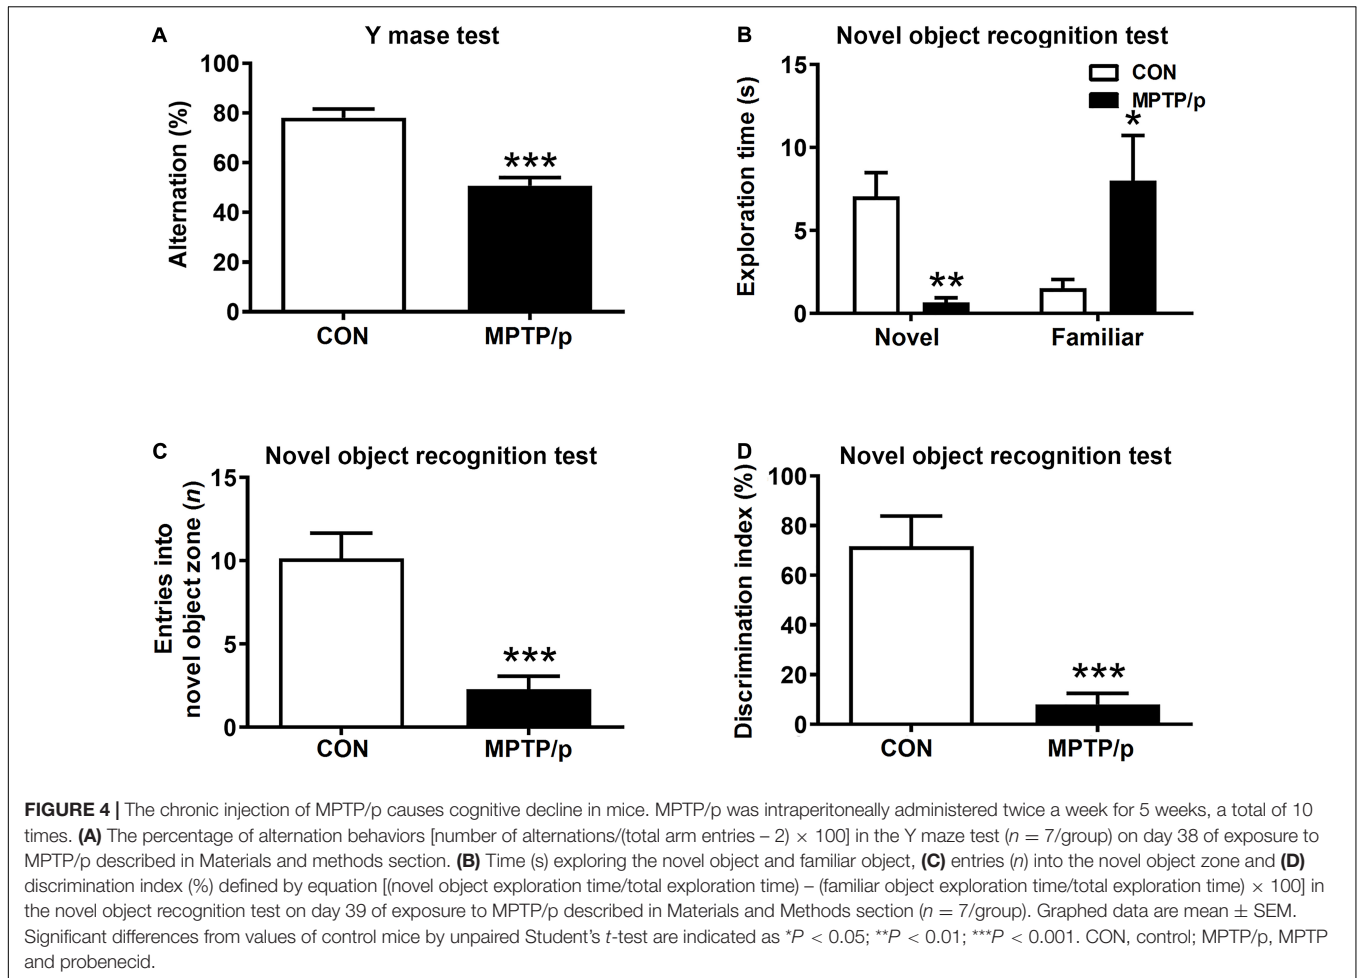 A
Y mase test
Alternation (%)
100
80
60
40
20
0
***
CON
MPTP/p
B
Novel object recognition test
Exploration time (s)
15
10
5
0
CON
MPTP/p
**
*
Novel
Familiar
C
Novel object recognition test
Entries into
novel object zone (n)
15
10
5
0
***
CON
MPTP/p
D
Novel object recognition test
Discrimination index (%)
100
80
60
40
20
0
***
CON
MPTP/p
FIGURE 4 | The chronic injection of MPTP/p causes cognitive decline in mice. MPTP/p was intraperitoneally administered twice a week for 5 weeks, a total of 10
times. (A) The percentage of alternation behaviors [number of alternations/(total arm entries – 2) × 100] in the Y maze test (n = 7/group) on day 38 of exposure to
MPTP/p described in Materials and methods section. (B) Time (s) exploring the novel object and familiar object, (C) entries (n) into the novel object zone and (D)
discrimination index (%) defined by equation [(novel object exploration time/total exploration time) – (familiar object exploration time/total exploration time) × 100] in
the novel object recognition test on day 39 of exposure to MPTP/p described in Materials and Methods section (n = 7/group). Graphed data are mean ± SEM.
Significant differences from values of control mice by unpaired Student's t-test are indicated as *P < 0.05; **P < 0.01; ***P < 0.001. CON, control; MPTP/p, MPTP
and probenecid.